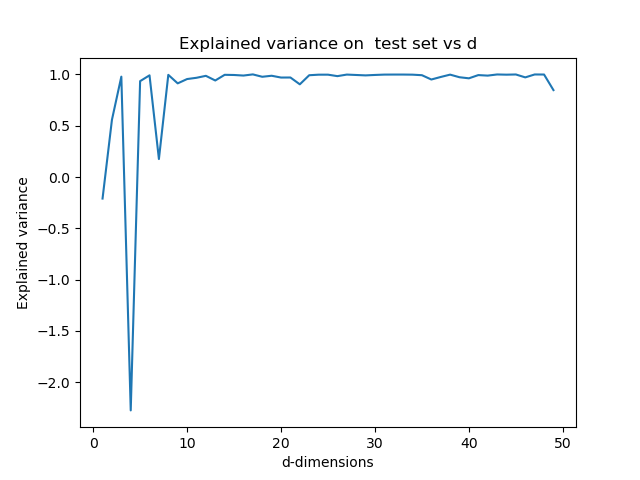 Explained variance on  test set vs d
1.0
0.5
0.0
−0.5
−1.0
−1.5
−2.0
Explained variance
0 10 20 30 40 50
d-dimensions